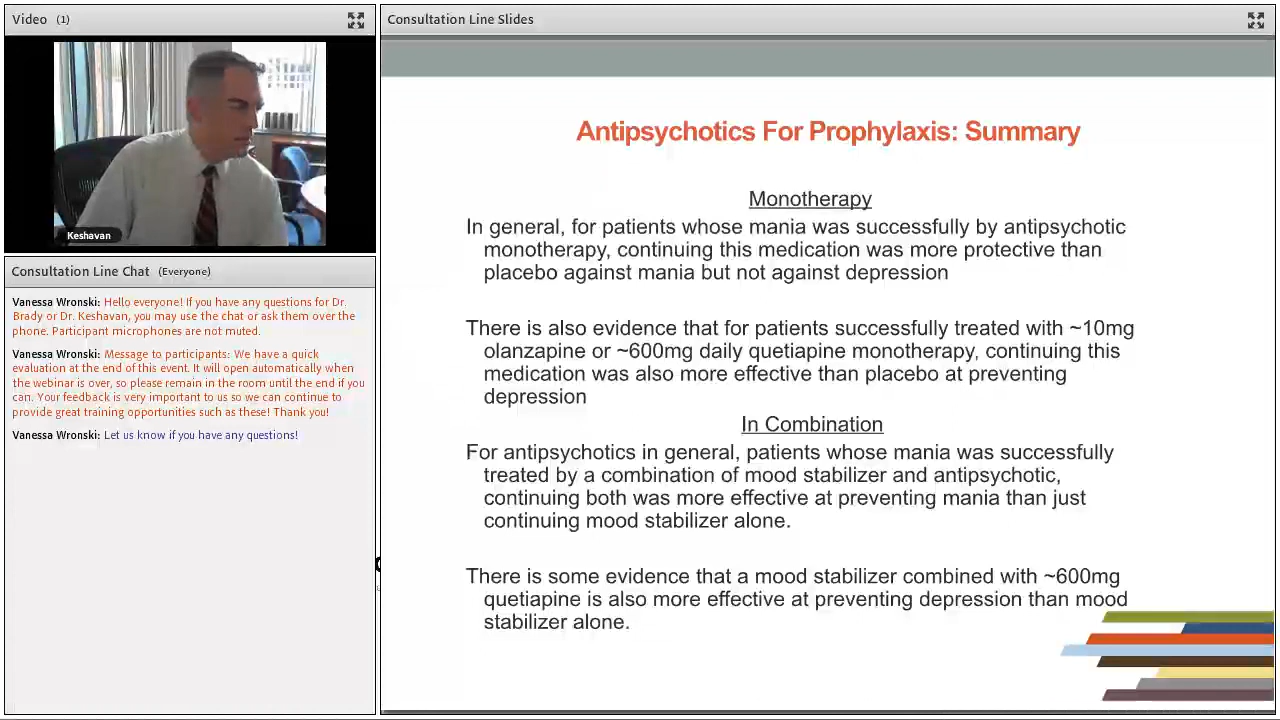 Video (1)
Keshavan
Consultation Line Chat (Everyone)
Vanessa Wronski: Hello everyone! If you have any questions for Dr.
Brady or Dr. Keshavan, you may use the chat or ask them over the
phone. Participant microphones are not muted.
Vanessa Wronski: Message to participants: We have a quick
evaluation at the end of this event. It will open automatically when
the webinar is over, so please remain in the room until the end if you
can. Your feedback is very important to us so we can continue to
provide great training opportunities such as these! Thank you!
Vanessa Wronski: Let us know if you have any questions!
Consultation Line Slides
Antipsychotics For Prophylaxis: Summary
Monotherapy
In general, for patients whose mania was successfully by antipsychotic
monotherapy, continuing this medication was more protective than
placebo against mania but not against depression
There is also evidence that for patients successfully treated with ~10mg
olanzapine or ~600mg daily quetiapine monotherapy, continuing this
medication was also more effective than placebo at preventing
depression
In Combination
For antipsychotics in general, patients whose mania was successfully
treated by a combination of mood stabilizer and antipsychotic,
continuing both was more effective at preventing mania than just
continuing mood stabilizer alone.
There is some evidence that a mood stabilizer combined with ~600mg
quetiapine is also more effective at preventing depression than mood
stabilizer alone.